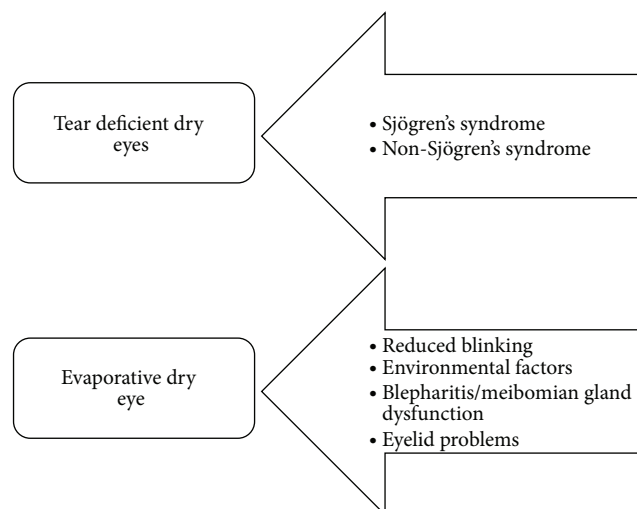 Tear deficient dry
eyes
• Sjögren's syndrome
• Non-Sjögren's syndrome
Evaporative dry
eye
• Reduced blinking
• Environmental factors
• Blepharitis/meibomian gland
dysfunction
• Eyelid problems